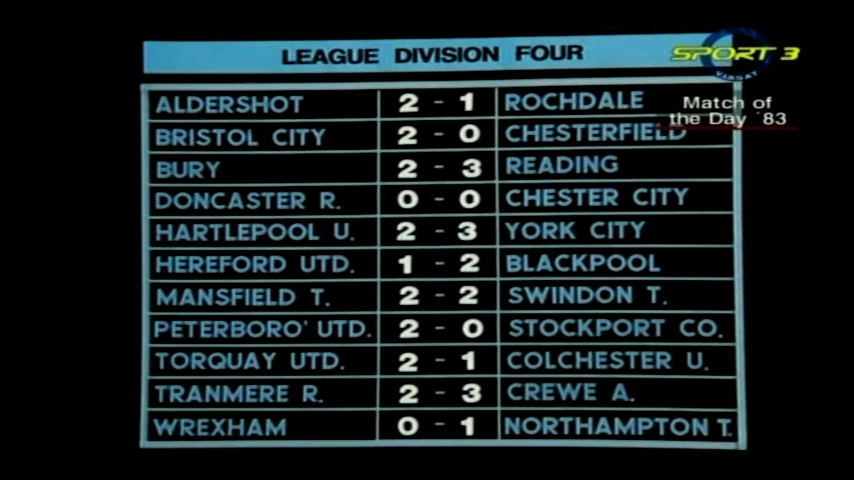 LEAGUE DIVISION FOUR
SPORT 3
VIASAT
Match of
the Day '83
ALDERSHOT 2 - 1 ROCHDALE
BRISTOL CITY 2 - 0 CHESTERFIELD
BURY 2 - 3 READING
DONCASTER R. 0 - 0 CHESTER CITY
HARTLEPOOL U. 2 - 3 YORK CITY
HEREFORD UTD. 1 - 2 BLACKPOOL
MANSFIELD T. 2 - 2 SWINDON T.
PETERBORO' UTD. 2 - 0 STOCKPORT CO.
TORQUAY UTD. 2 - 1 COLCHESTER U.
TRANMERE R. 2 - 3 CREWE A.
WREXHAM 0 - 1 NORTHAMPTON T.